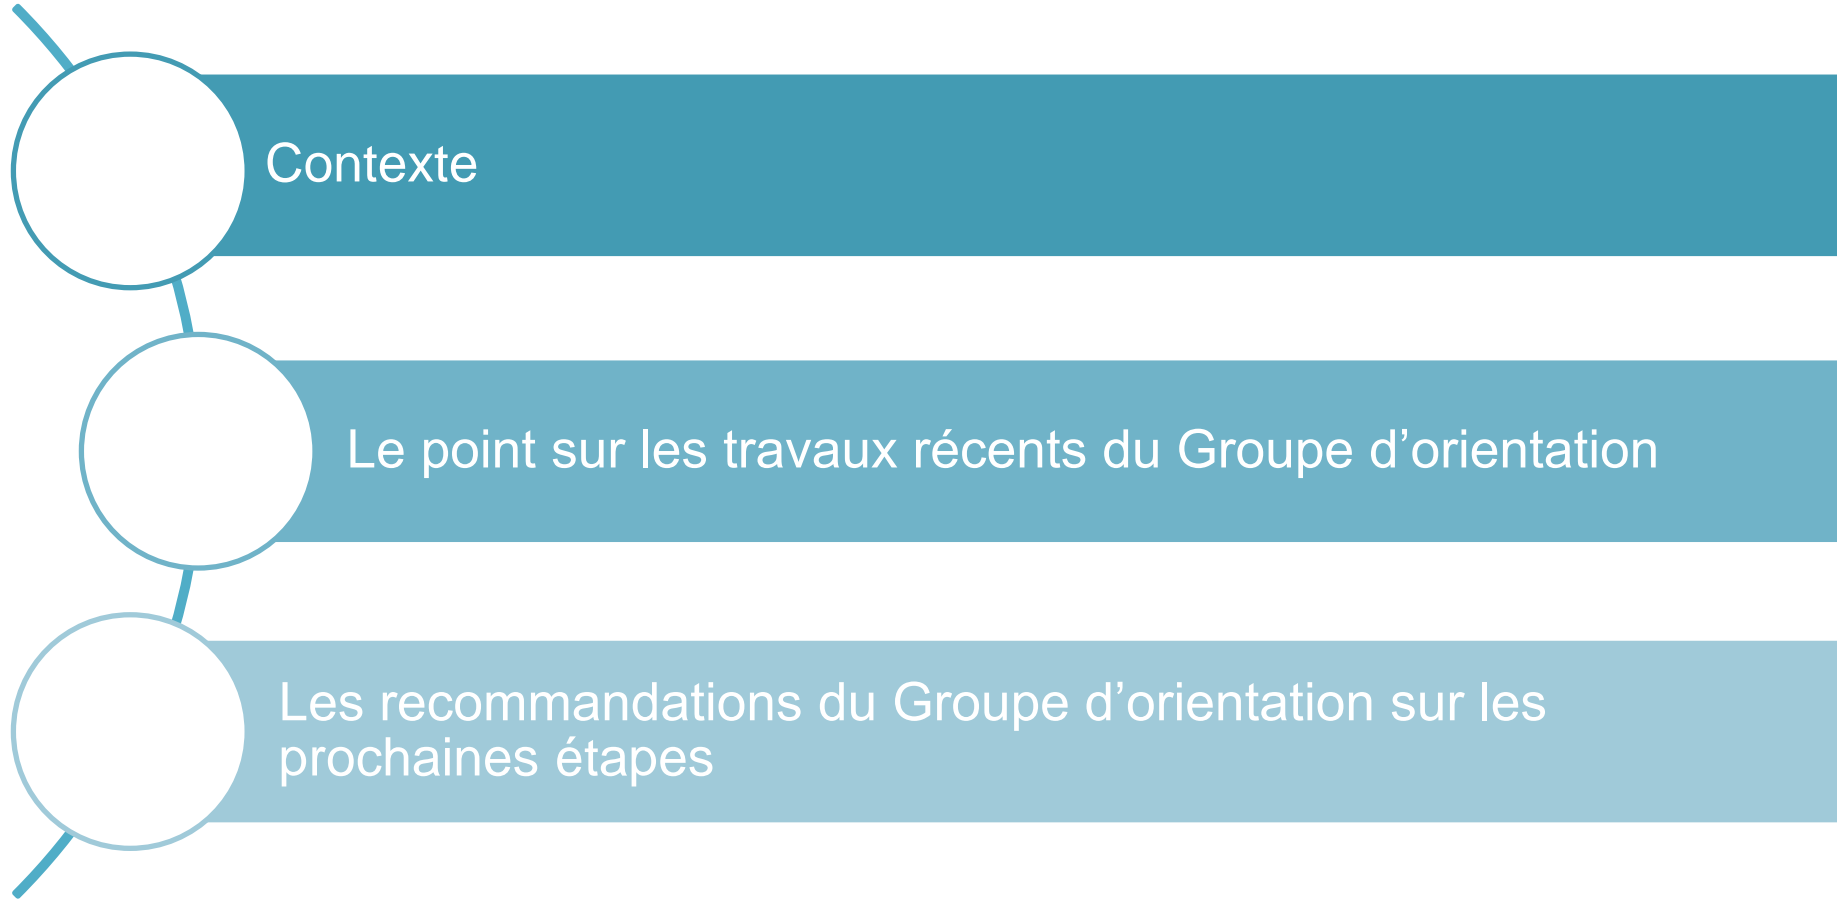 Contexte
Le point sur les travaux récents du Groupe d’orientation
Les recommandations du Groupe d’orientation sur les
prochaines étapes